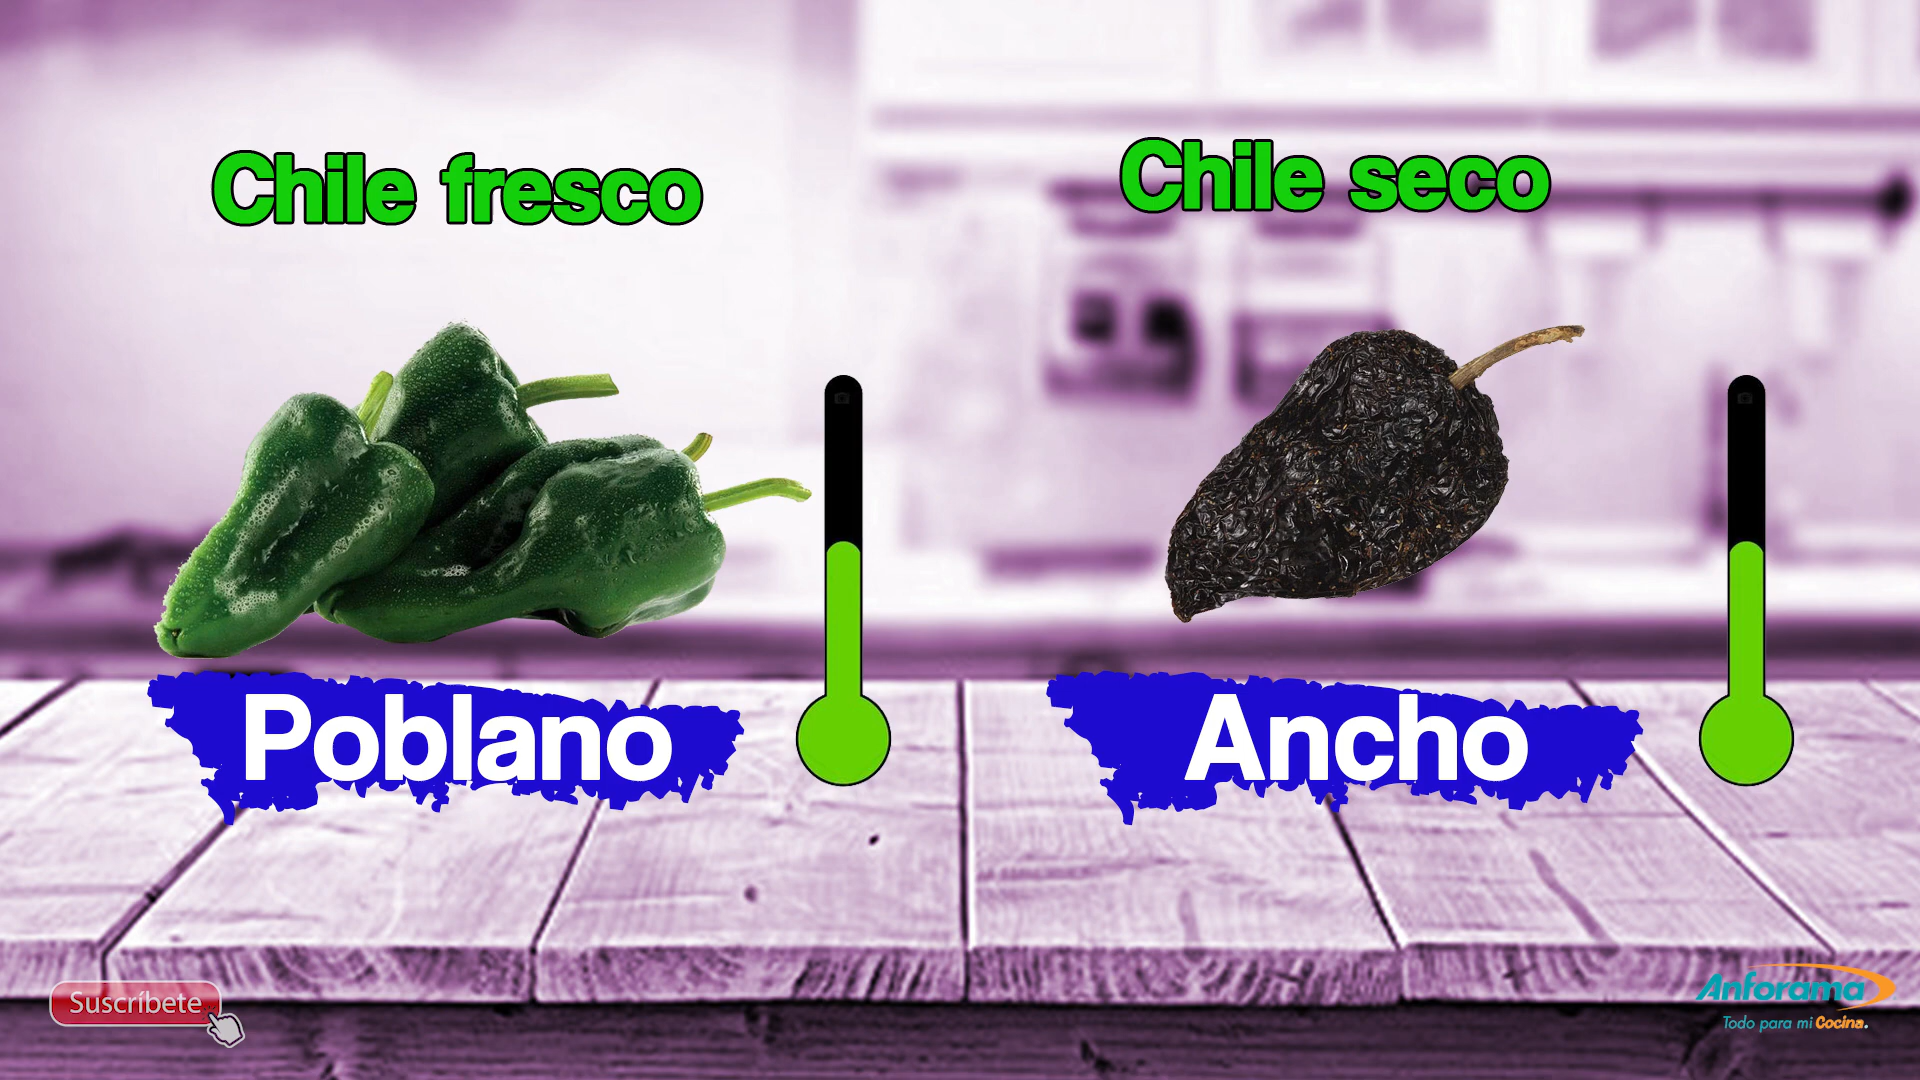 Chile fresco
Chile seco
Poblano
Ancho
Suscríbete
Anforama
Todo para mi Cocina.